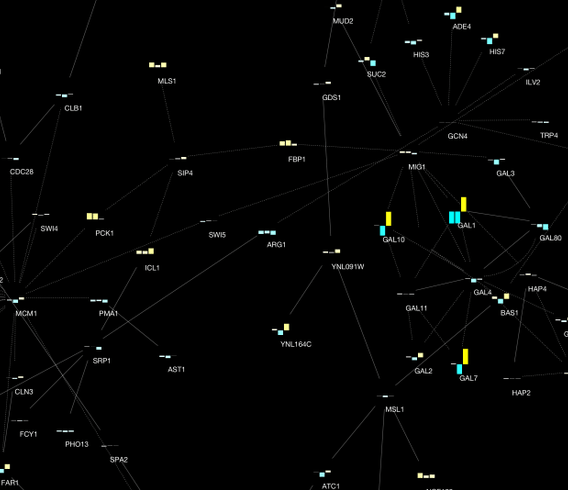 MUD2
ADE4
HIS3
HIS7
SUC2
MLS1
ILV2
GDS1
CLB1
GCN4
TRP4
FBP1
MIG1
CDC28
SIP4
GAL3
SWI4
PCK1
SWI5
ARG1
GAL10
GAL1
GAL80
ICL1
YNL091W
GAL4
HAP4
MCM1
PMA1
GAL11
BAS1
YNL164C
SRP1
AST1
GAL2
GAL7
CLN3
HAP2
MSL1
FCY1
PHO13
SPA2
FAR1
ATC1